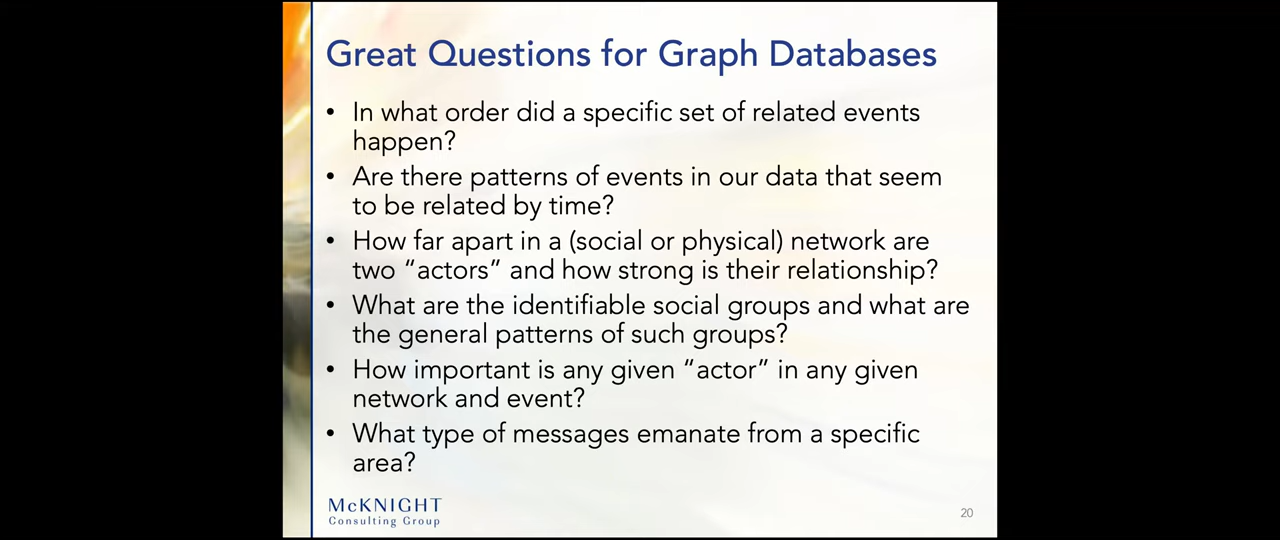 Great Questions for Graph Databases
• In what order did a specific set of related events
happen?
• Are there patterns of events in our data that seem
to be related by time?
• How far apart in a (social or physical) network are
two “actors” and how strong is their relationship?
• What are the identifiable social groups and what are
the general patterns of such groups?
• How important is any given “actor” in any given
network and event?
• What type of messages emanate from a specific
area?
McKNIGHT
Consulting Group
20